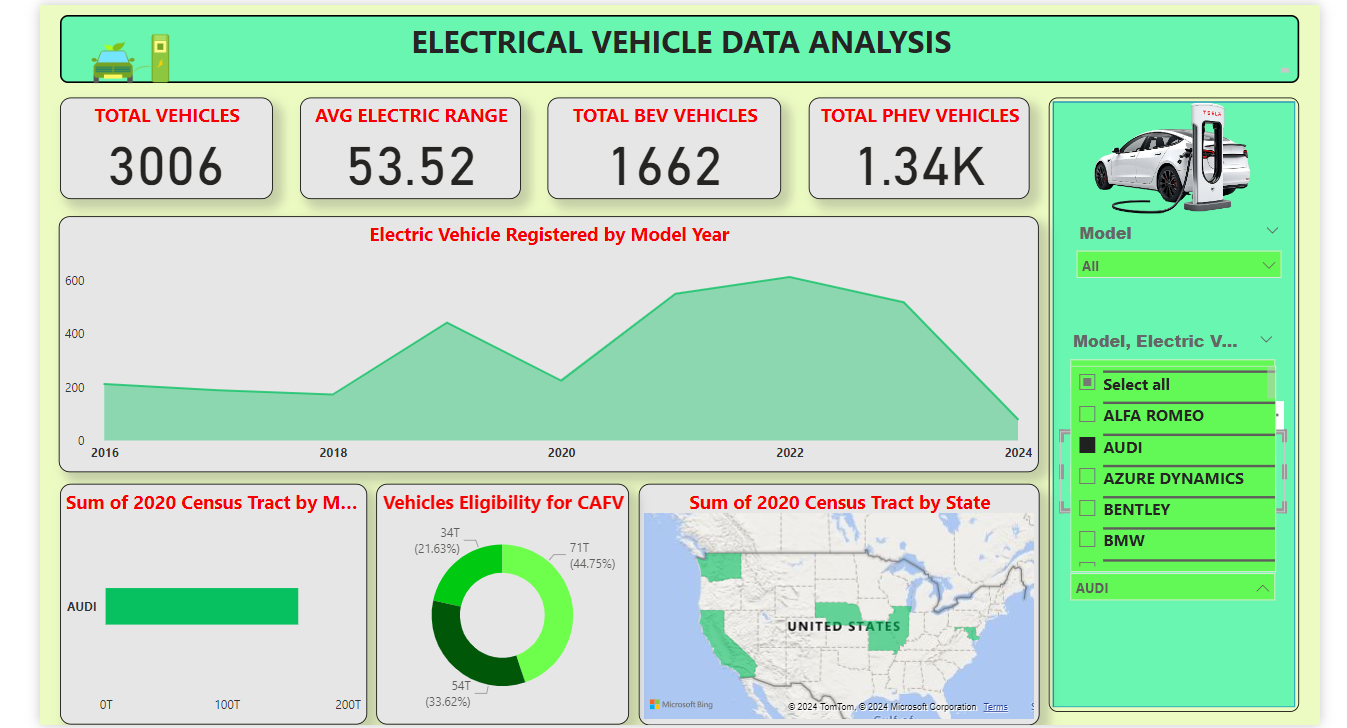 ELECTRICAL VEHICLE DATA ANALYSIS
TOTAL VEHICLES
3006
AVG ELECTRIC RANGE
53.52
TOTAL BEV VEHICLES
1662
TOTAL PHEV VEHICLES
1.34K
TESLA
Model
All
Model, Electric V...
Select all
ALFA ROMEO
AUDI
AZURE DYNAMICS
BENTLEY
BMW
AUDI
Electric Vehicle Registered by Model Year
600
400
200
0
2016
2018
2020
2022
2024
Sum of 2020 Census Tract by M...
AUDI
0T
100T
200T
Vehicles Eligibility for CAFV
34T
(21.63%)
71T
(44.75%)
54T
(33.62%)
Sum of 2020 Census Tract by State
UNITED STATES
Microsoft Bing
© 2024 TomTom, © 2024 Microsoft Corporation Terms